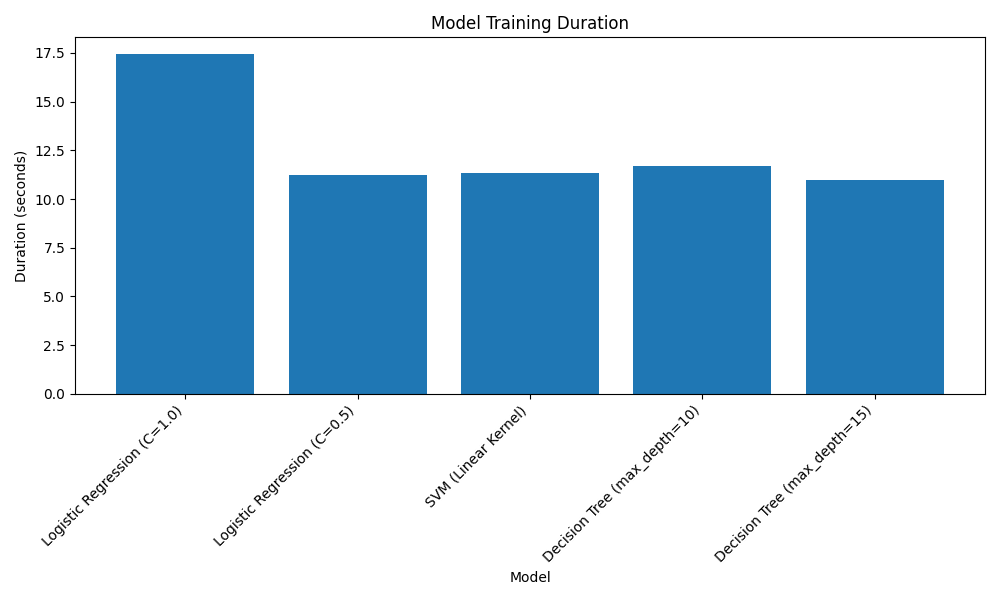 Model Training Duration
Duration (seconds)
17.5
15.0
12.5
10.0
7.5
5.0
2.5
0.0
Logistic Regression (C=1.0)
Logistic Regression (C=0.5)
SVM (Linear Kernel)
Decision Tree (max_depth=10)
Decision Tree (max_depth=15)
Model